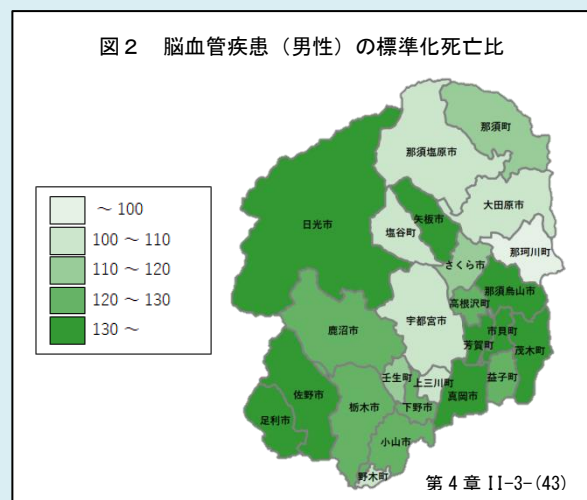 図2　脳血管疾患（男性）の標準化死亡比
～ 100
100 ～ 110
110 ～ 120
120 ～ 130
130 ～
那須町
那須塩原市
大田原市
矢板市
日光市
塩谷町
那珂川町
さくら市
那須烏山市
高根沢町
宇都宮市
市貝町
鹿沼市
芳賀町
茂木町
壬生町
上三川町
益子町
佐野市
真岡市
栃木市
下野市
足利市
小山市
野木町
第4章 II-3-(43)